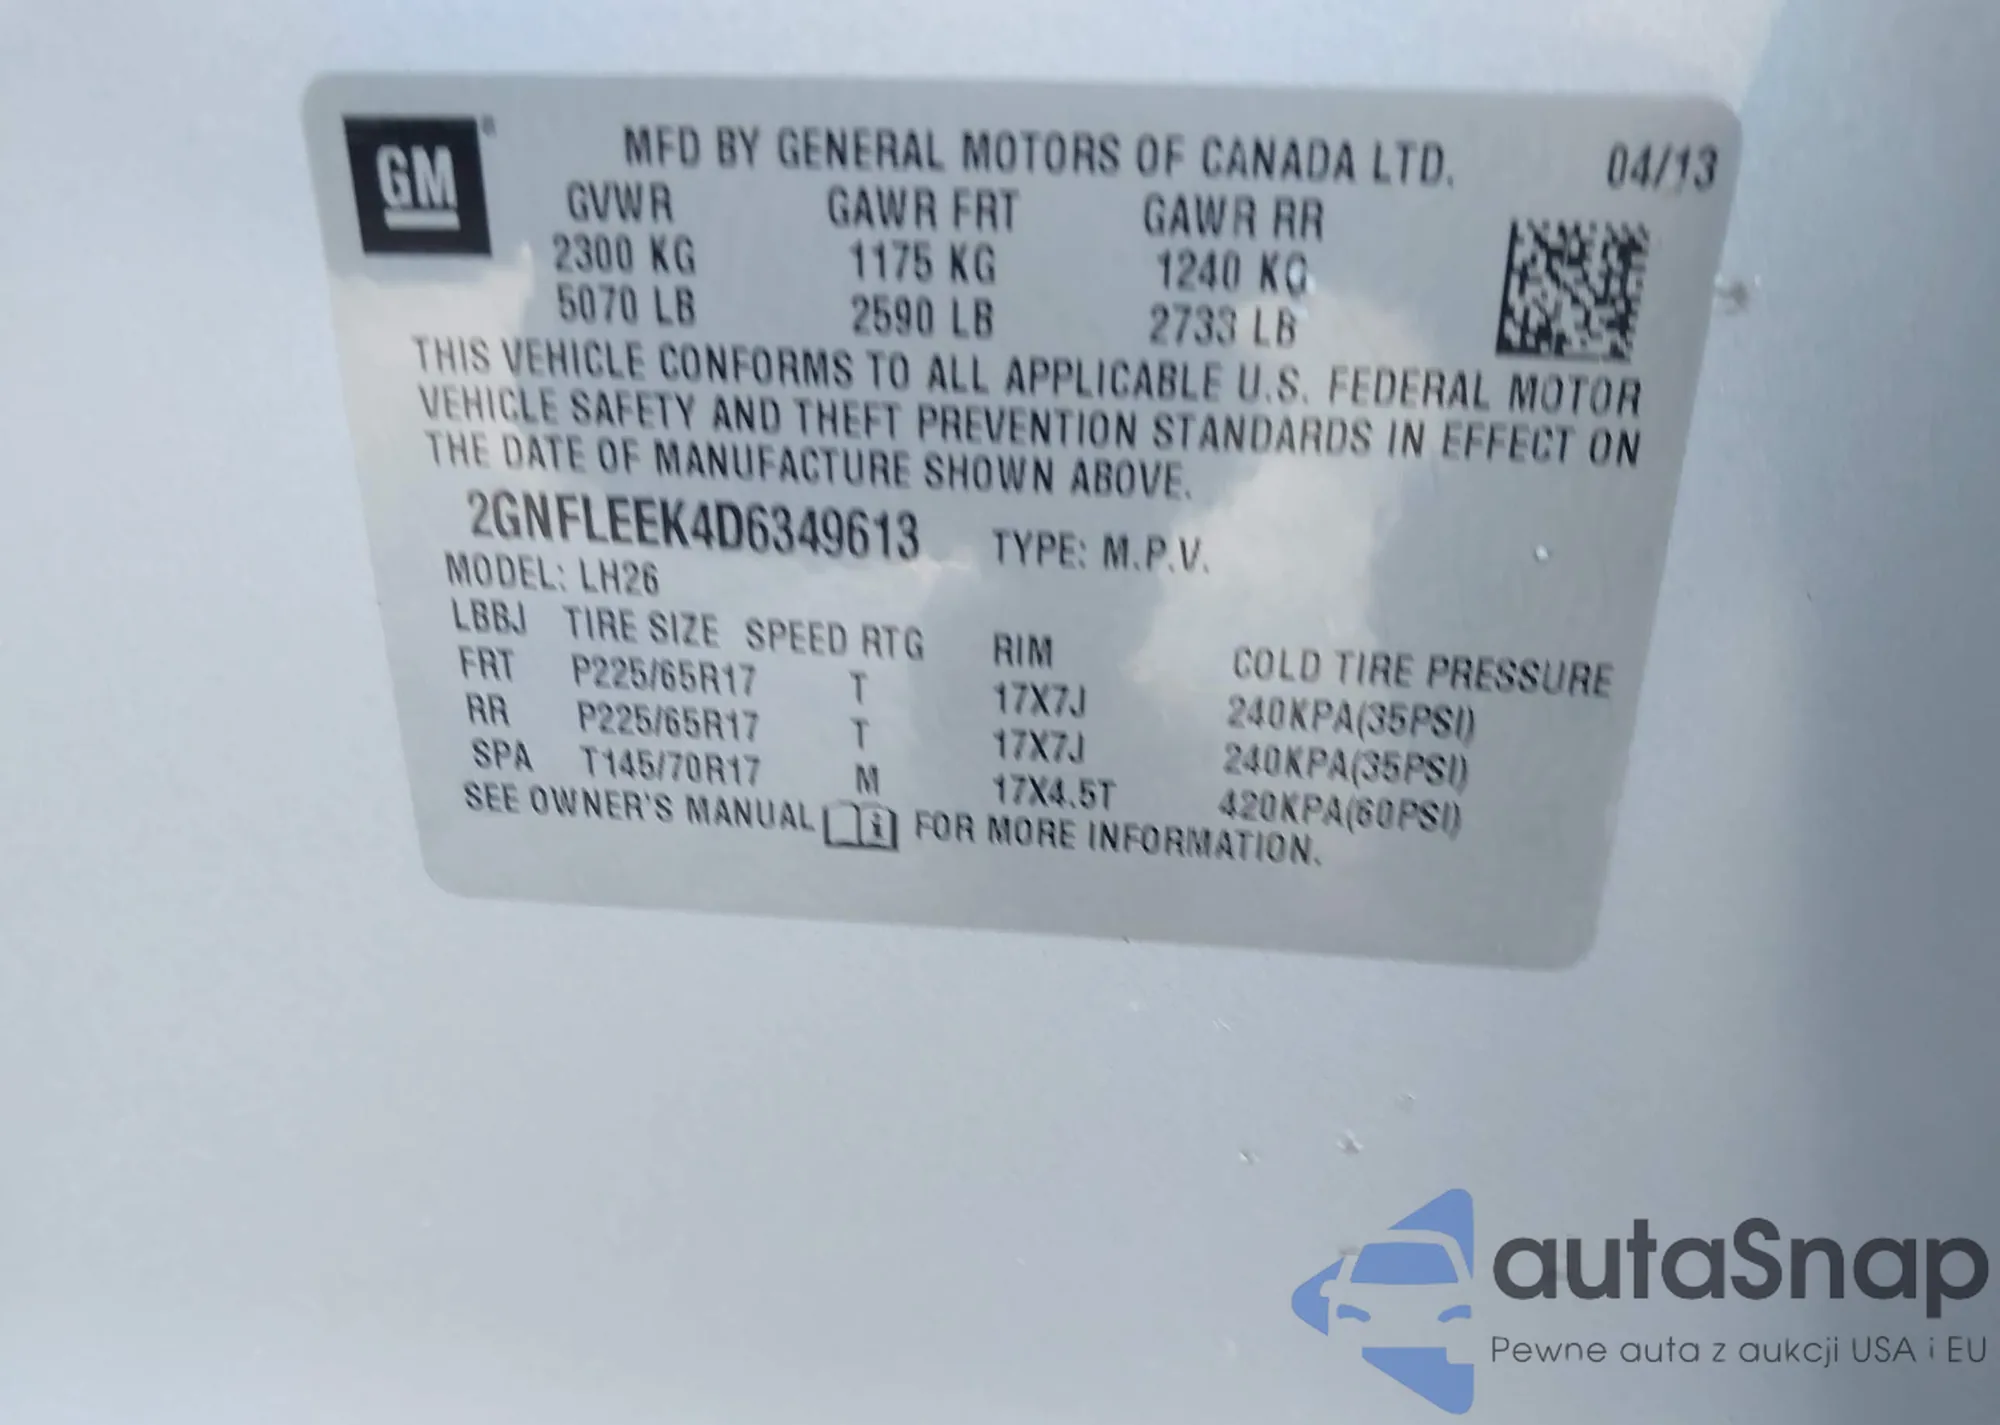 GM®
MFD BY GENERAL MOTORS OF CANADA LTD. 04/13
GVWR GAWR FRT GAWR RR
2300 KG 1175 KG 1240 KG
5070 LB 2590 LB 2733 LB
THIS VEHICLE CONFORMS TO ALL APPLICABLE U.S. FEDERAL MOTOR
VEHICLE SAFETY AND THEFT PREVENTION STANDARDS IN EFFECT ON
THE DATE OF MANUFACTURE SHOWN ABOVE.
2GNFLEEK4D6349613 TYPE: M.P.V.
MODEL: LH26
LBBJ TIRE SIZE SPEED RTG RIM COLD TIRE PRESSURE
FRT P225/65R17 T 17X7J 240KPA(35PSI)
RR P225/65R17 T 17X7J 240KPA(35PSI)
SPA T145/70R17 M 17X4.5T 420KPA(60PSI)
SEE OWNER'S MANUAL i FOR MORE INFORMATION.
autaSnap
Pewne auta z aukcji USA i EU